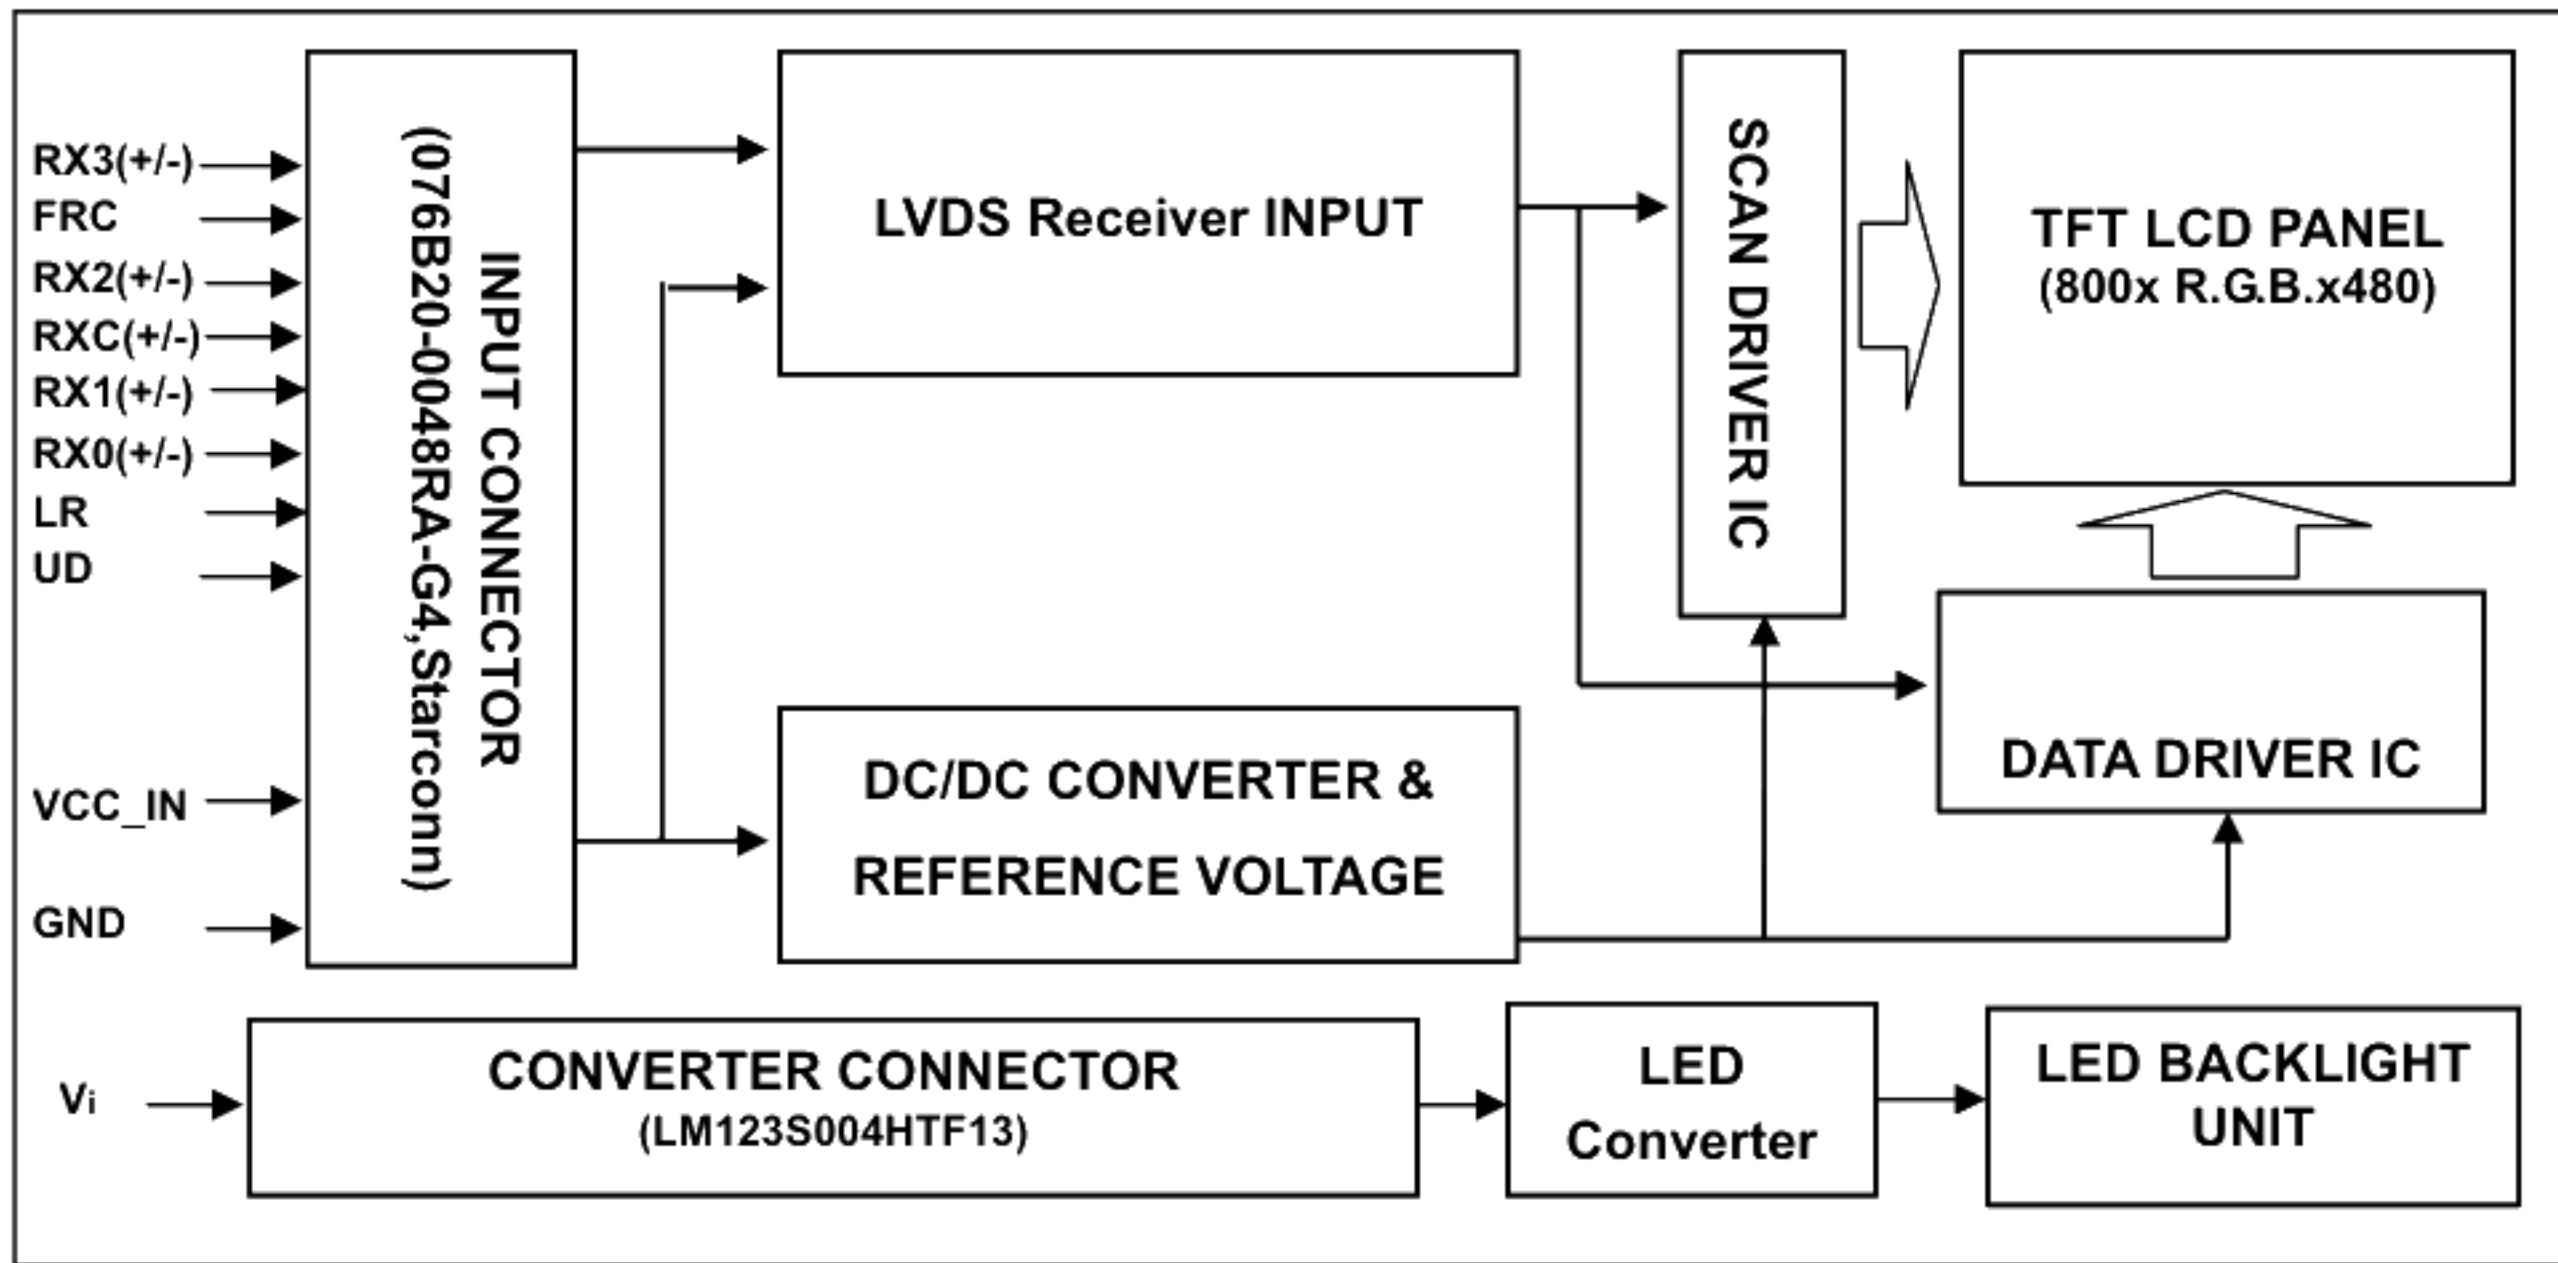 RX3(+/-)
FRC
RX2(+/-)
RXC(+/-)
RX1(+/-)
RX0(+/-)
LR
UD
VCC_IN
GND
INPUT CONNECTOR
(076B20-0048RA-G4,Starconn)
LVDS Receiver INPUT
SCAN DRIVER IC
TFT LCD PANEL
(800x R.G.B.x480)
DC/DC CONVERTER &
REFERENCE VOLTAGE
DATA DRIVER IC
Vi
CONVERTER CONNECTOR
(LM123S004HTF13)
LED
Converter
LED BACKLIGHT
UNIT